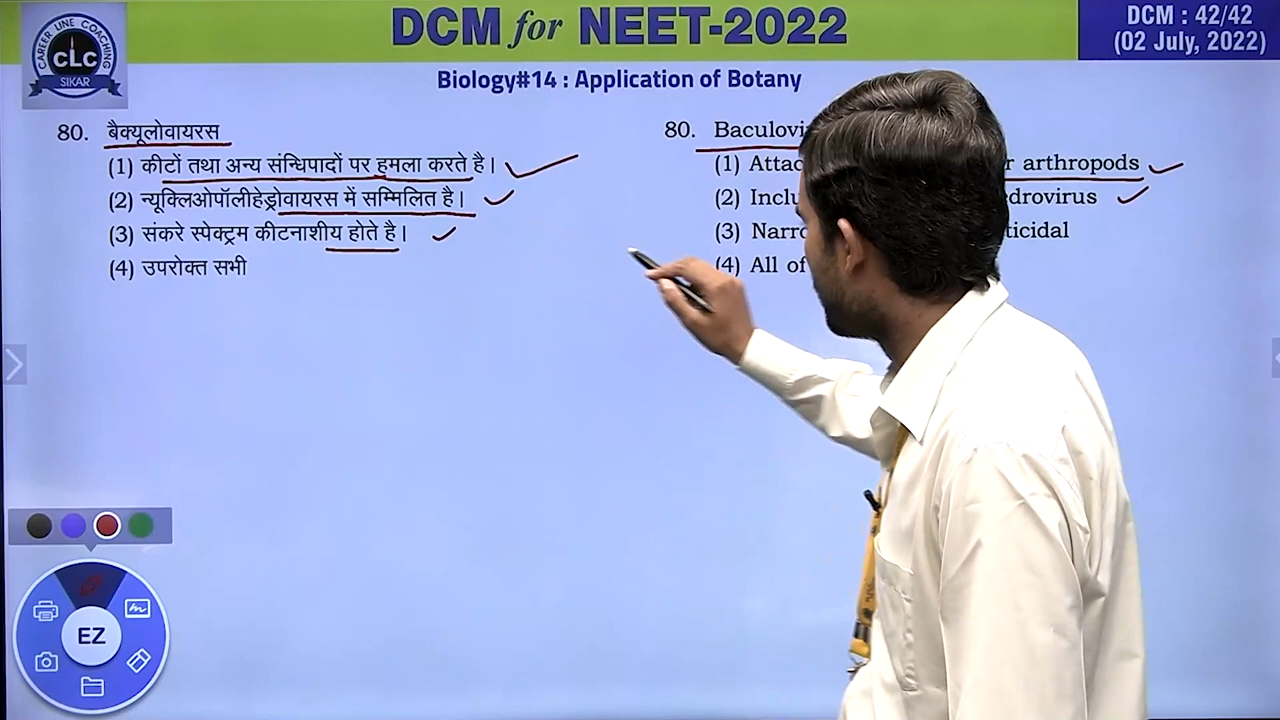 CAREER LINE COACHING
CLC
SIKAR
DCM for NEET-2022
DCM : 42/42
(02 July, 2022)
Biology#14 : Application of Botany
80. बैक्यूलोवायरस
(1) कीटों तथा अन्य संन्धिपादों पर हमला करते है।
(2) न्यूक्लिओपॉलीहेड्रोवायरस में सम्मिलित है।
(3) संकरे स्पेक्ट्रम कीटनाशीय होते है।
(4) उपरोक्त सभी
80. Baculovi
(1) Attac r arthropods
(2) Inclu drovirus
(3) Narro ticidal
(4) All of
EZ